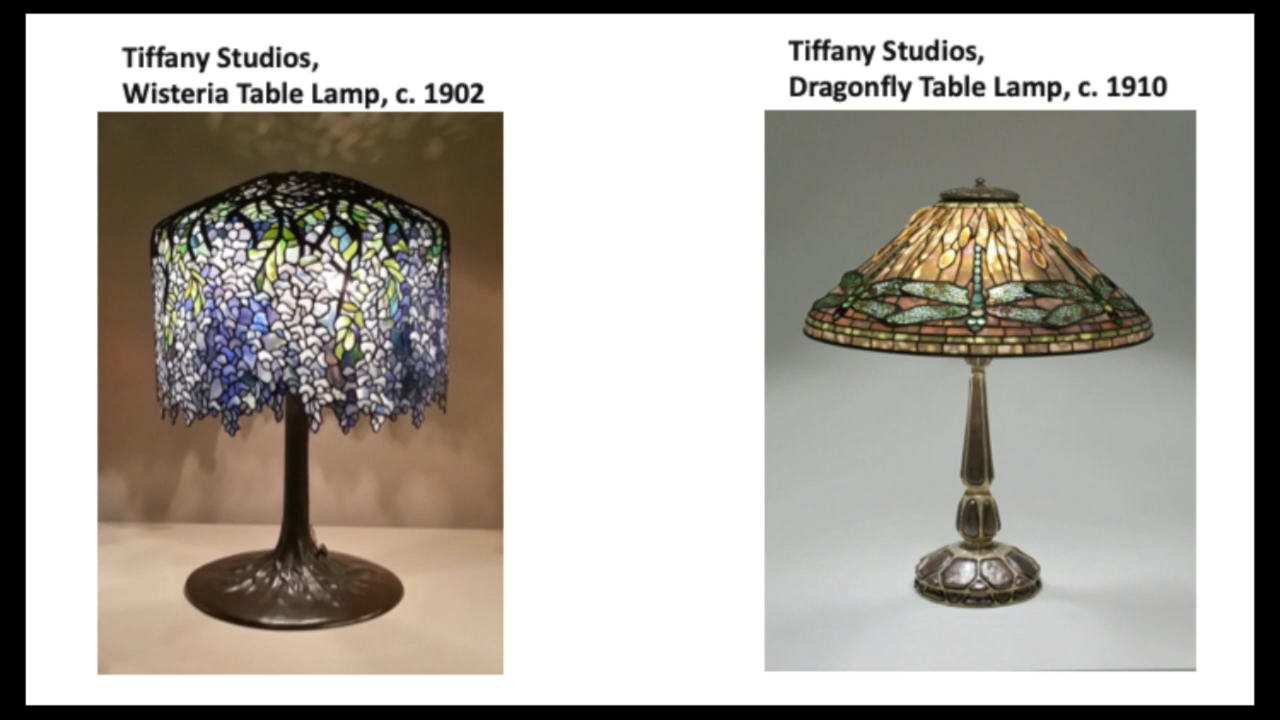 Tiffany Studios,
Wisteria Table Lamp, c. 1902
Tiffany Studios,
Dragonfly Table Lamp, c. 1910